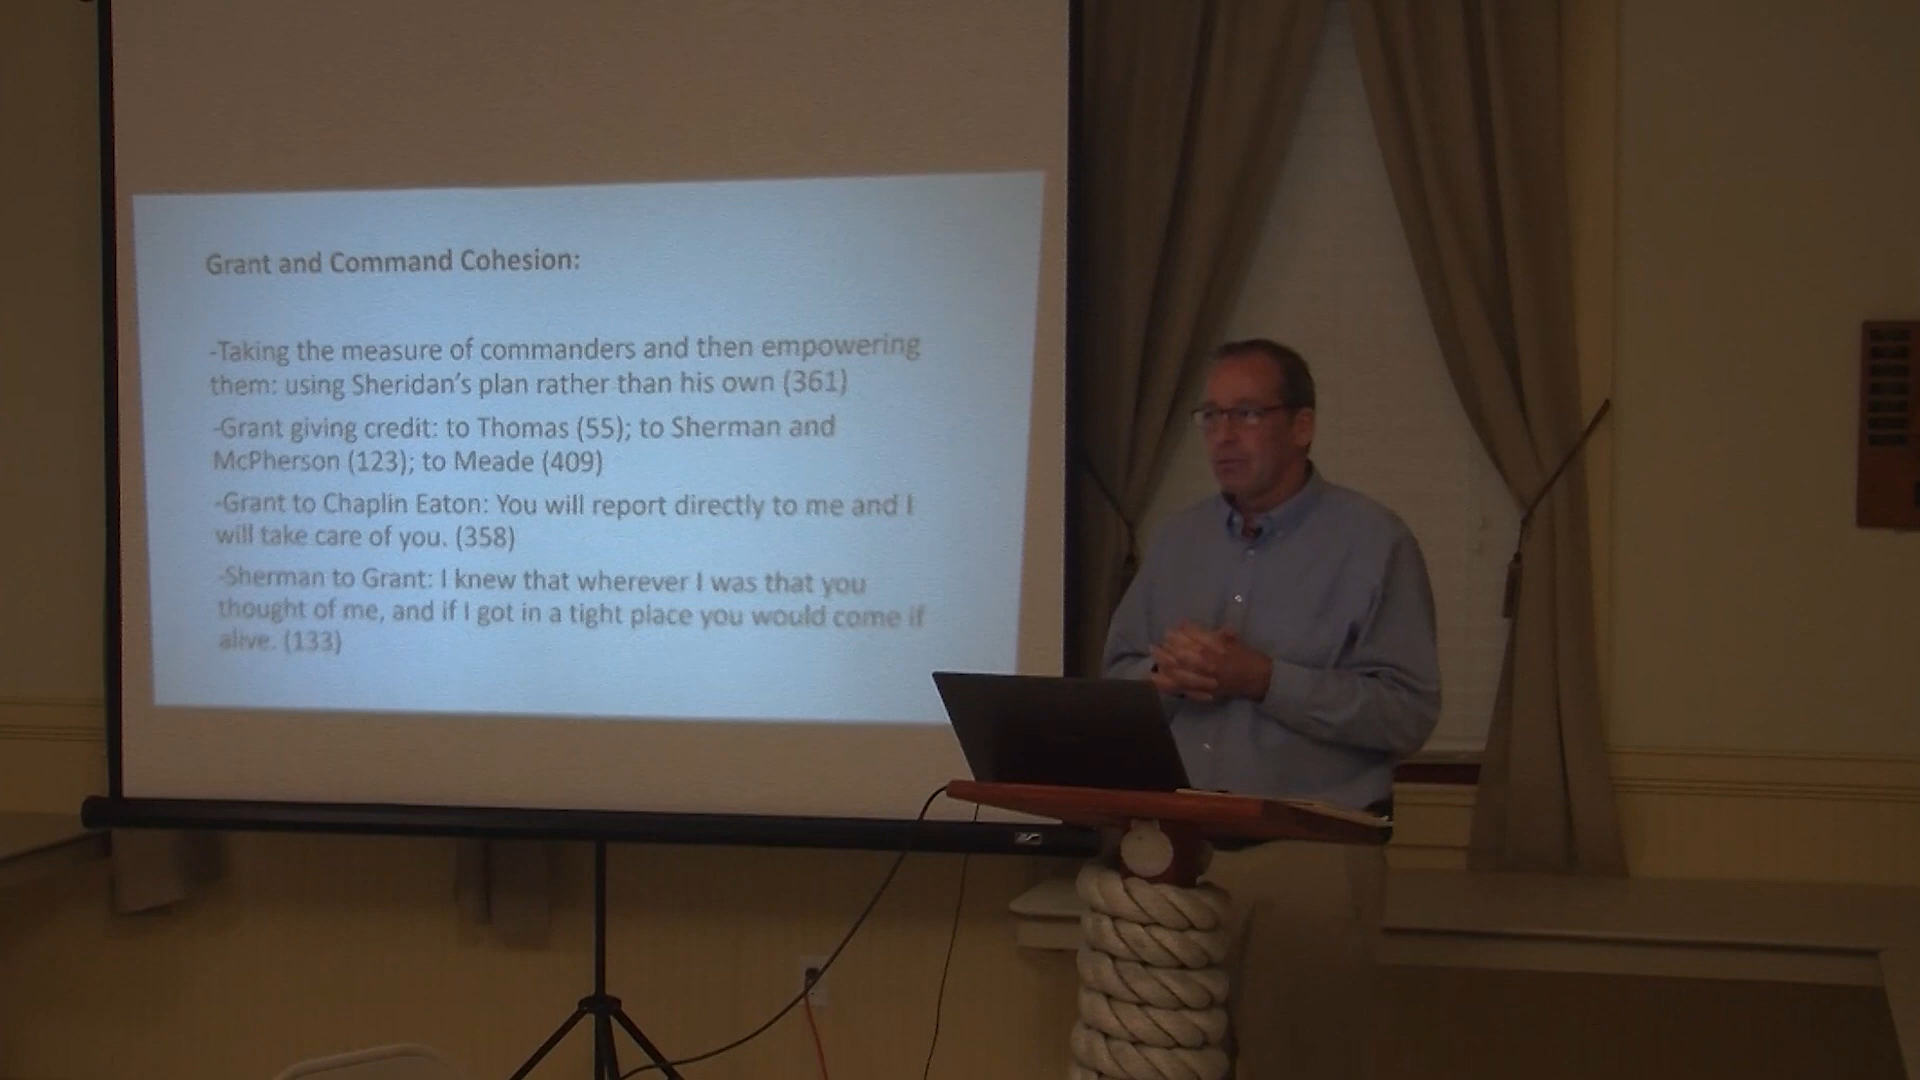 Grant and Command Cohesion:
-Taking the measure of commanders and then empowering
them: using Sheridan's plan rather than his own (361)
-Grant giving credit: to Thomas (55); to Sherman and
McPherson (123); to Meade (409)
-Grant to Chaplin Eaton: You will report directly to me and I
will take care of you. (358)
-Sherman to Grant: I knew that wherever I was that you
thought of me, and if I got in a tight place you would come if
alive. (133)